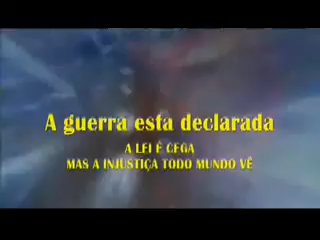 A guerra esta declarada
A LEI É CEGA
MAS A INJUSTIÇA TODO MUNDO VÊ